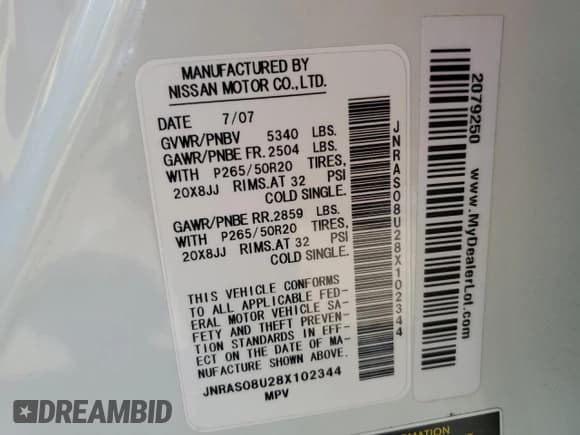 MANUFACTURED BY
NISSAN MOTOR CO.,LTD.
DATE 7/07
GVWR/PNBV 5340 LBS.
GAWR/PNBE FR. 2504 LBS.
WITH P265/50R20 TIRES,
20X8JJ RIMS.AT 32 PSI
COLD SINGLE.
GAWR/PNBE RR. 2859 LBS.
WITH P265/50R20 TIRES,
20X8JJ RIMS.AT 32 PSI
COLD SINGLE.
THIS VEHICLE CONFORMS
TO ALL APPLICABLE FED-
ERAL MOTOR VEHICLE SA-
FETY AND THEFT PREVEN-
TION STANDARDS IN EFF-
ECT ON THE DATE OF MA-
NUFACTURE SHOWN ABOVE.
JNRAS08U28X102344
MPV
JNRAS08U28X102344
2079250
www.MyDealerLot.com
DREAMBID